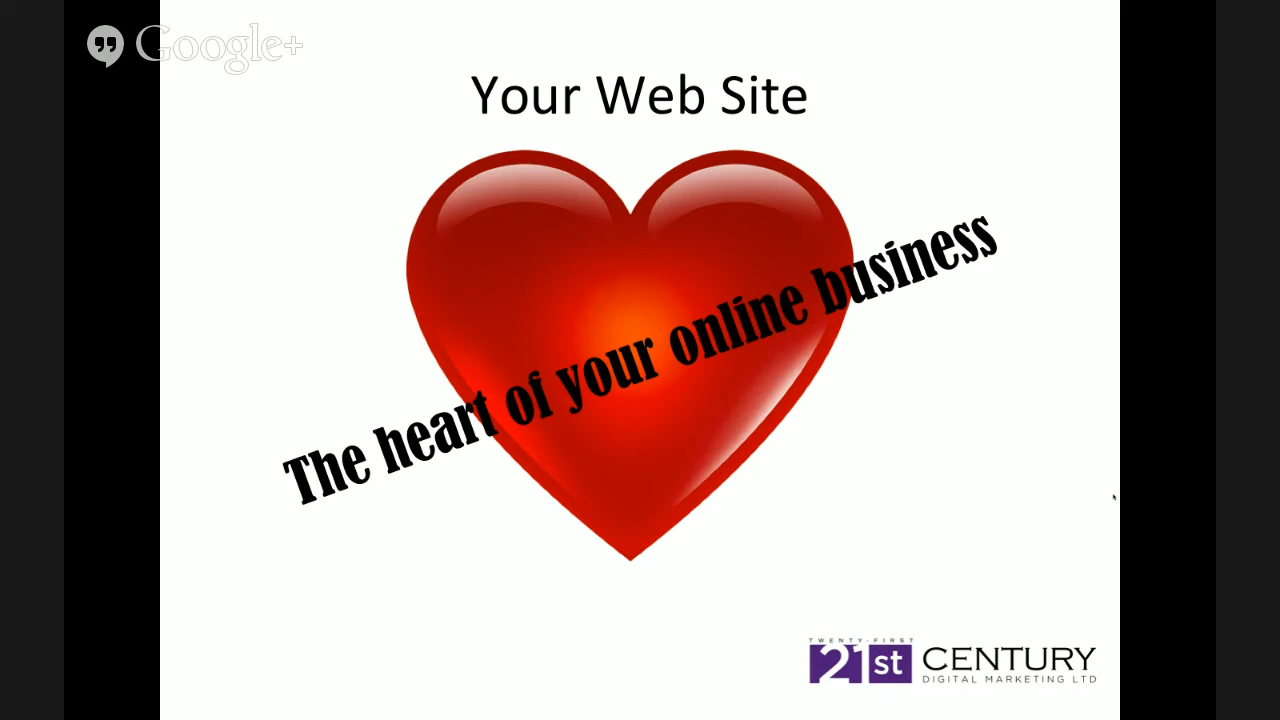 Google+
Your Web Site
The heart of your online business
TWENTY-FIRST
21st CENTURY
DIGITAL MARKETING LTD